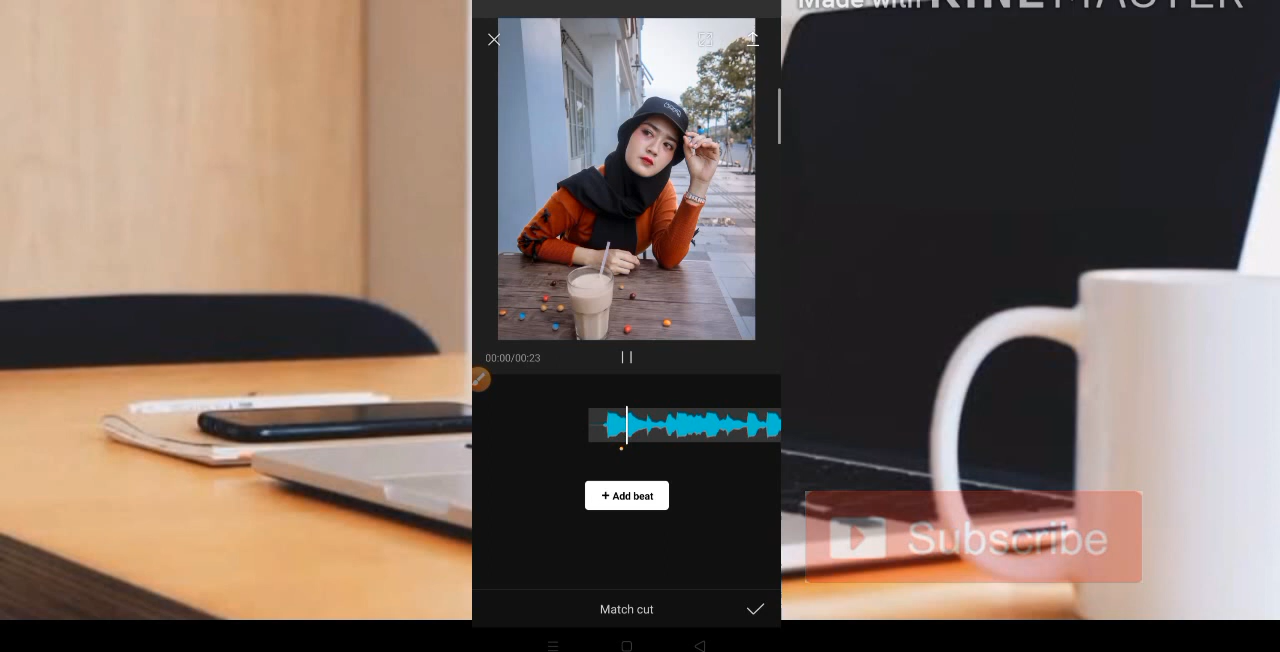 Made with KINEMASTER
00:00/00:23
+ Add beat
Subscribe
Match cut